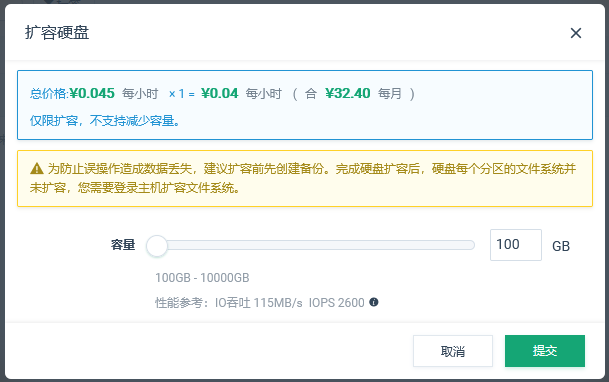 扩容硬盘
总价格:¥0.045 每小时 × 1 = ¥0.04 每小时 ( 合 ¥32.40 每月 )
仅限扩容，不支持减少容量。
为防止误操作造成数据丢失，建议扩容前先创建备份。完成硬盘扩容后，硬盘每个分区的文件系统并
未扩容，您需要登录主机扩容文件系统。
容量 100 GB
100GB - 10000GB
性能参考：IO吞吐 115MB/s IOPS 2600
取消 提交